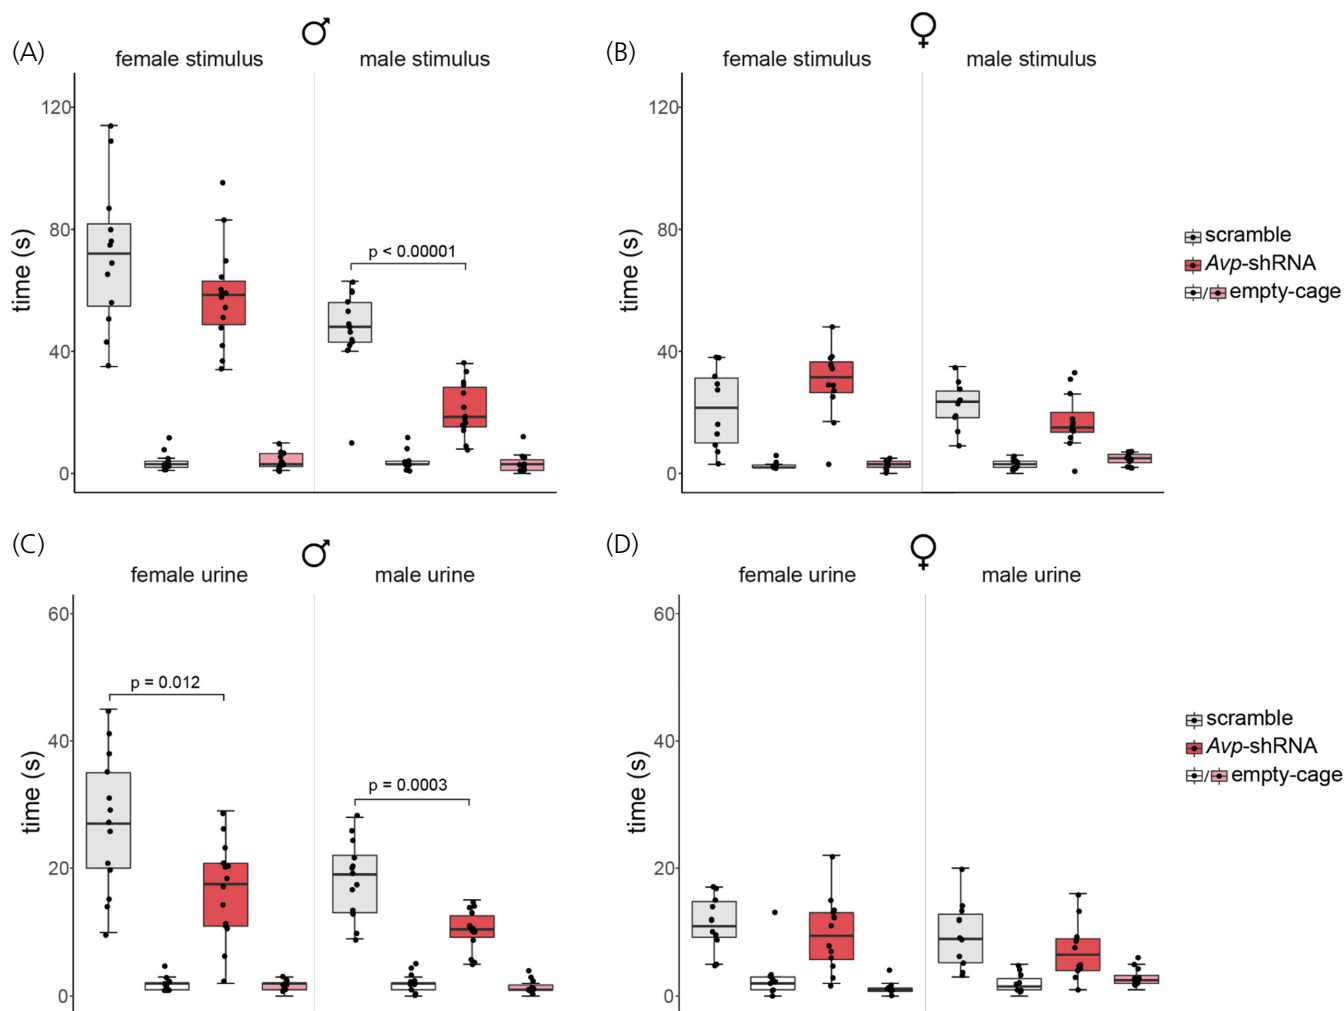 (A) ♂ (B) ♀
female stimulus male stimulus female stimulus male stimulus
120 120
80 80
p < 0.00001
40 40
0 0
time (s) time (s)
scramble
Avp-shRNA
/ empty-cage
(C) ♂ (D) ♀
female urine male urine female urine male urine
60 60
p = 0.012
40 40
p = 0.0003
20 20
0 0
time (s) time (s)
scramble
Avp-shRNA
/ empty-cage